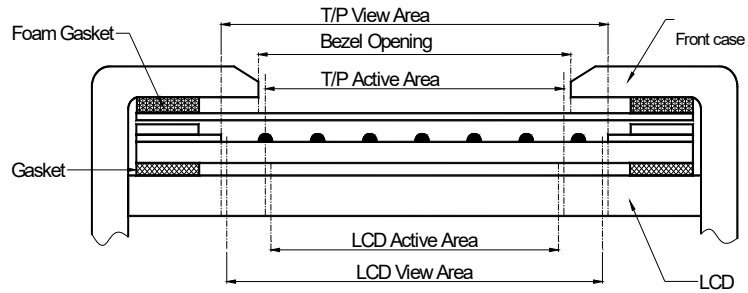 T/P View Area
Foam Gasket
Bezel Opening
Front case
T/P Active Area
Gasket
LCD Active Area
LCD View Area
LCD